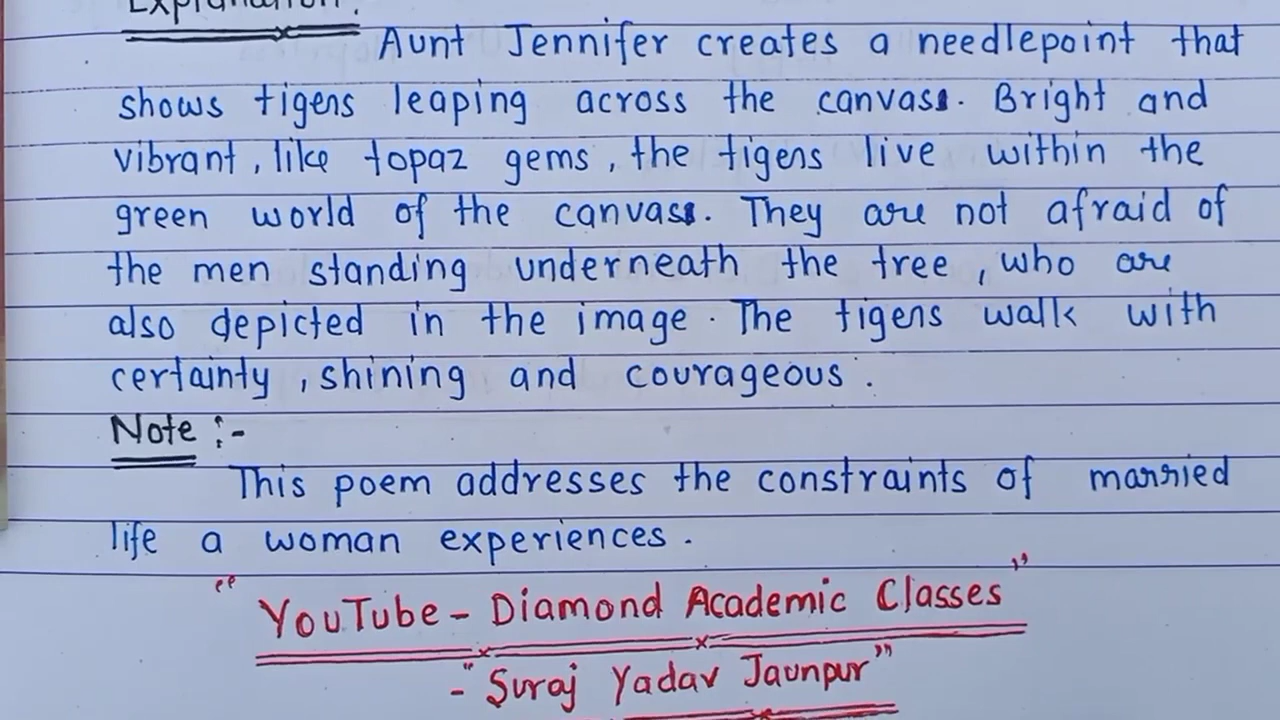 Explanation:
Aunt Jennifer creates a needlepoint that
shows tigers leaping across the canvas. Bright and
vibrant, like topaz gems, the tigers live within the
green world of the canvas. They are not afraid of
the men standing underneath the tree, who are
also depicted in the image. The tigers walk with
certainty, shining and courageous.
Note :-
This poem addresses the constraints of married
life a woman experiences.
"YouTube - Diamond Academic Classes"
- "Suraj Yadav Jaunpur"